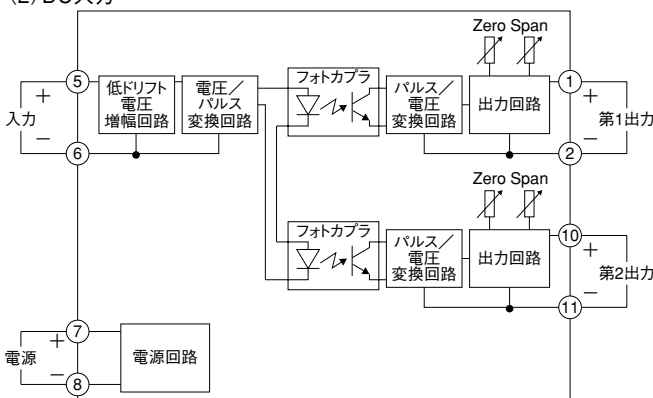 (2) DC入力
Zero Span
⑤
低ドリフト
電圧
増幅回路
電圧／
パルス
変換回路
フォトカプラ
パルス／
電圧
変換回路
出力回路
①
＋
入力
－
＋
第1出力
－
⑥
②
Zero Span
フォトカプラ
パルス／
電圧
変換回路
出力回路
⑩
＋
第2出力
－
⑪
⑦
＋
電源
－
電源回路
⑧